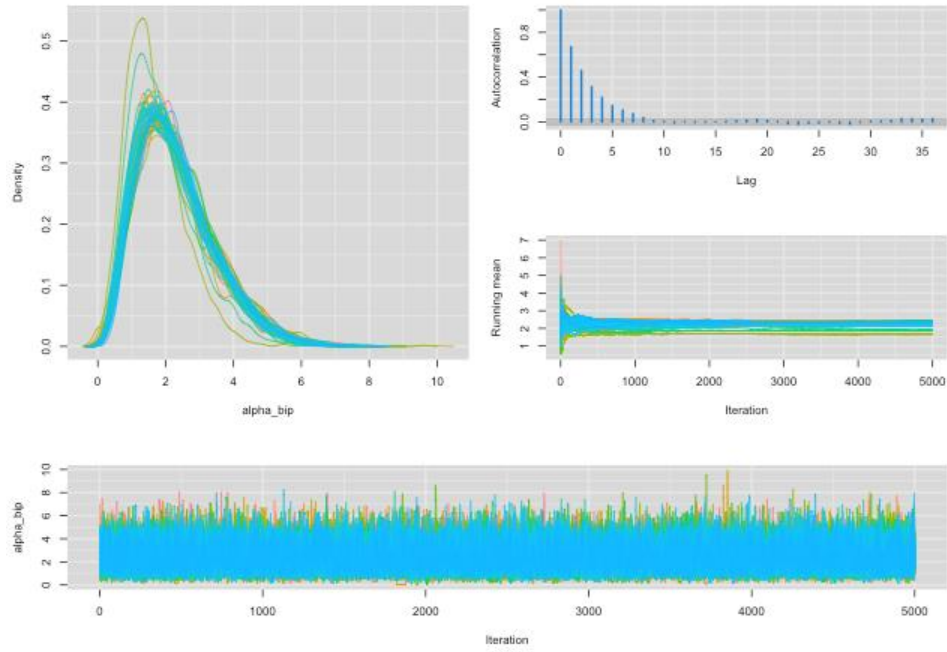 Density
0.0 0.1 0.2 0.3 0.4 0.5
0 2 4 6 8 10
alpha_bip
Autocorrelation
0.0 0.4 0.8
0 5 10 15 20 25 30 35
Lag
Running mean
1 2 3 4 5 6 7
0 1000 2000 3000 4000 5000
Iteration
alpha_bip
0 2 4 6 8 10
0 1000 2000 3000 4000 5000
Iteration